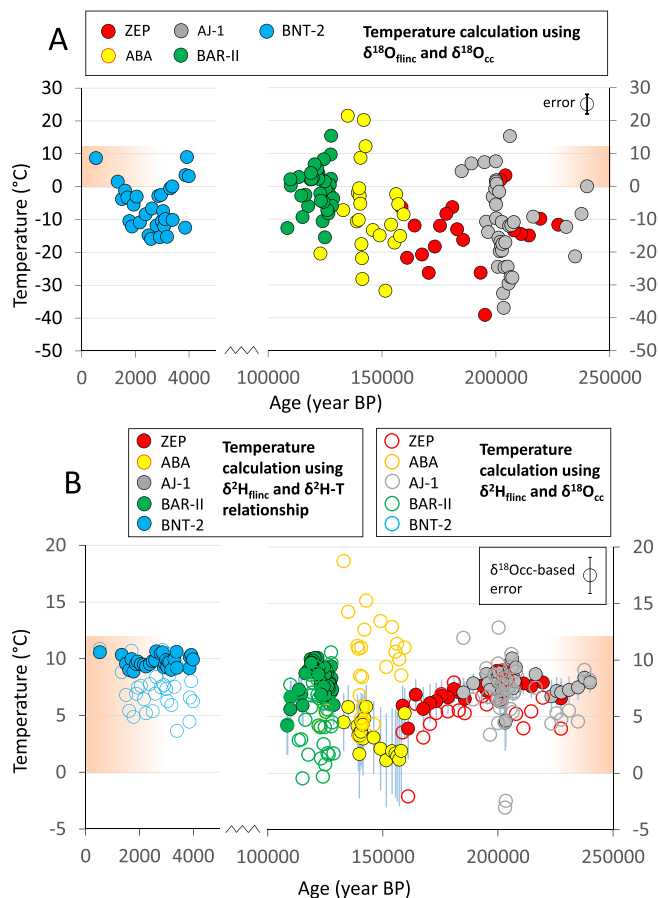 A
ZEP AJ-1 BNT-2
ABA BAR-II
Temperature calculation using
δ¹⁸Oflinc and δ¹⁸Occ
30 30
20 20
10 10
0 0
-10 -10
-20 -20
-30 -30
-40 -40
-50 -50
error
Temperature (°C)
0 2000 4000 100000 150000 200000 250000
Age (year BP)
B
ZEP
ABA
AJ-1
BAR-II
BNT-2
Temperature
calculation using
δ²Hflinc and δ²H-T
relationship
ZEP
ABA
AJ-1
BAR-II
BNT-2
Temperature
calculation using
δ²Hflinc and δ¹⁸Occ
20 20
15 15
10 10
5 5
0 0
-5 -5
δ¹⁸Occ-based
error
Temperature (°C)
0 2000 4000 100000 150000 200000 250000
Age (year BP)